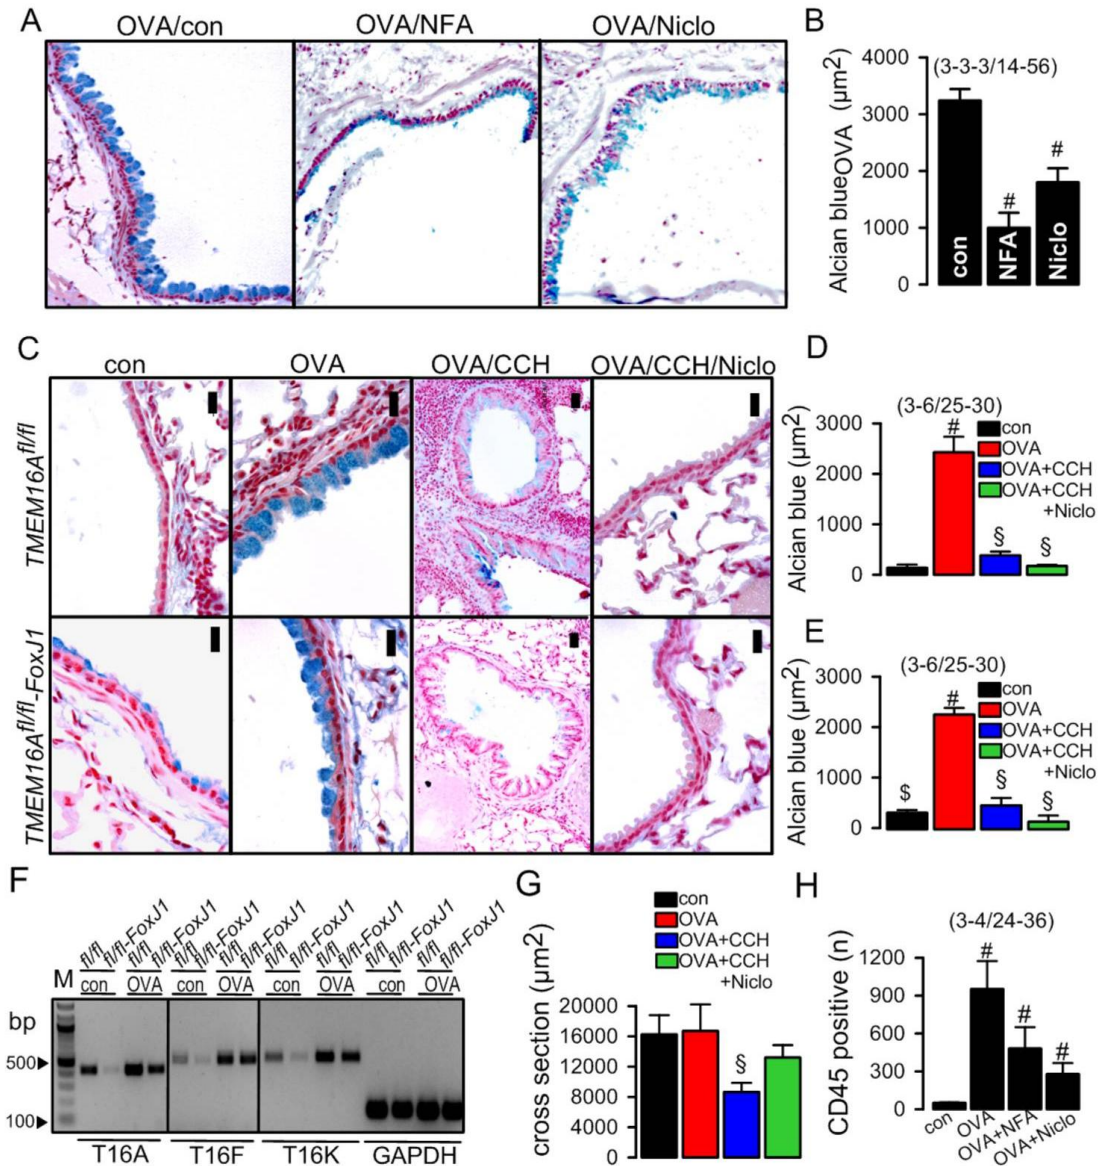 A
OVA/con
OVA/NFA
OVA/Niclo
B
Alcian blueOVA (μm2)
4000
3000
2000
1000
0
(3-3-3/14-56)
#
#
con
NFA
Niclo
C
con
OVA
OVA/CCH
OVA/CCH/Niclo
TMEM16Afl/fl
TMEM16Afl/fl-FoxJ1
D
Alcian blue (μm2)
3000
2000
1000
0
(3-6/25-30)
#
§
§
con
OVA
OVA+CCH
OVA+CCH
+Niclo
E
Alcian blue (μm2)
3000
2000
1000
0
(3-6/25-30)
$
#
§
§
con
OVA
OVA+CCH
OVA+CCH
+Niclo
F
fl/fl
fl/fl-FoxJ1
fl/fl
fl/fl-FoxJ1
fl/fl
fl/fl-FoxJ1
fl/fl
fl/fl-FoxJ1
fl/fl
fl/fl-FoxJ1
fl/fl
fl/fl-FoxJ1
fl/fl
fl/fl-FoxJ1
fl/fl
fl/fl-FoxJ1
M
con
OVA
con
OVA
con
OVA
con
OVA
bp
500
100
T16A
T16F
T16K
GAPDH
G
con
OVA
OVA+CCH
OVA+CCH
+Niclo
cross section (μm2)
20000
16000
12000
8000
4000
0
§
H
CD45 positive (n)
(3-4/24-36)
1200
900
600
300
0
#
#
#
con
OVA
OVA+NFA
OVA+Niclo